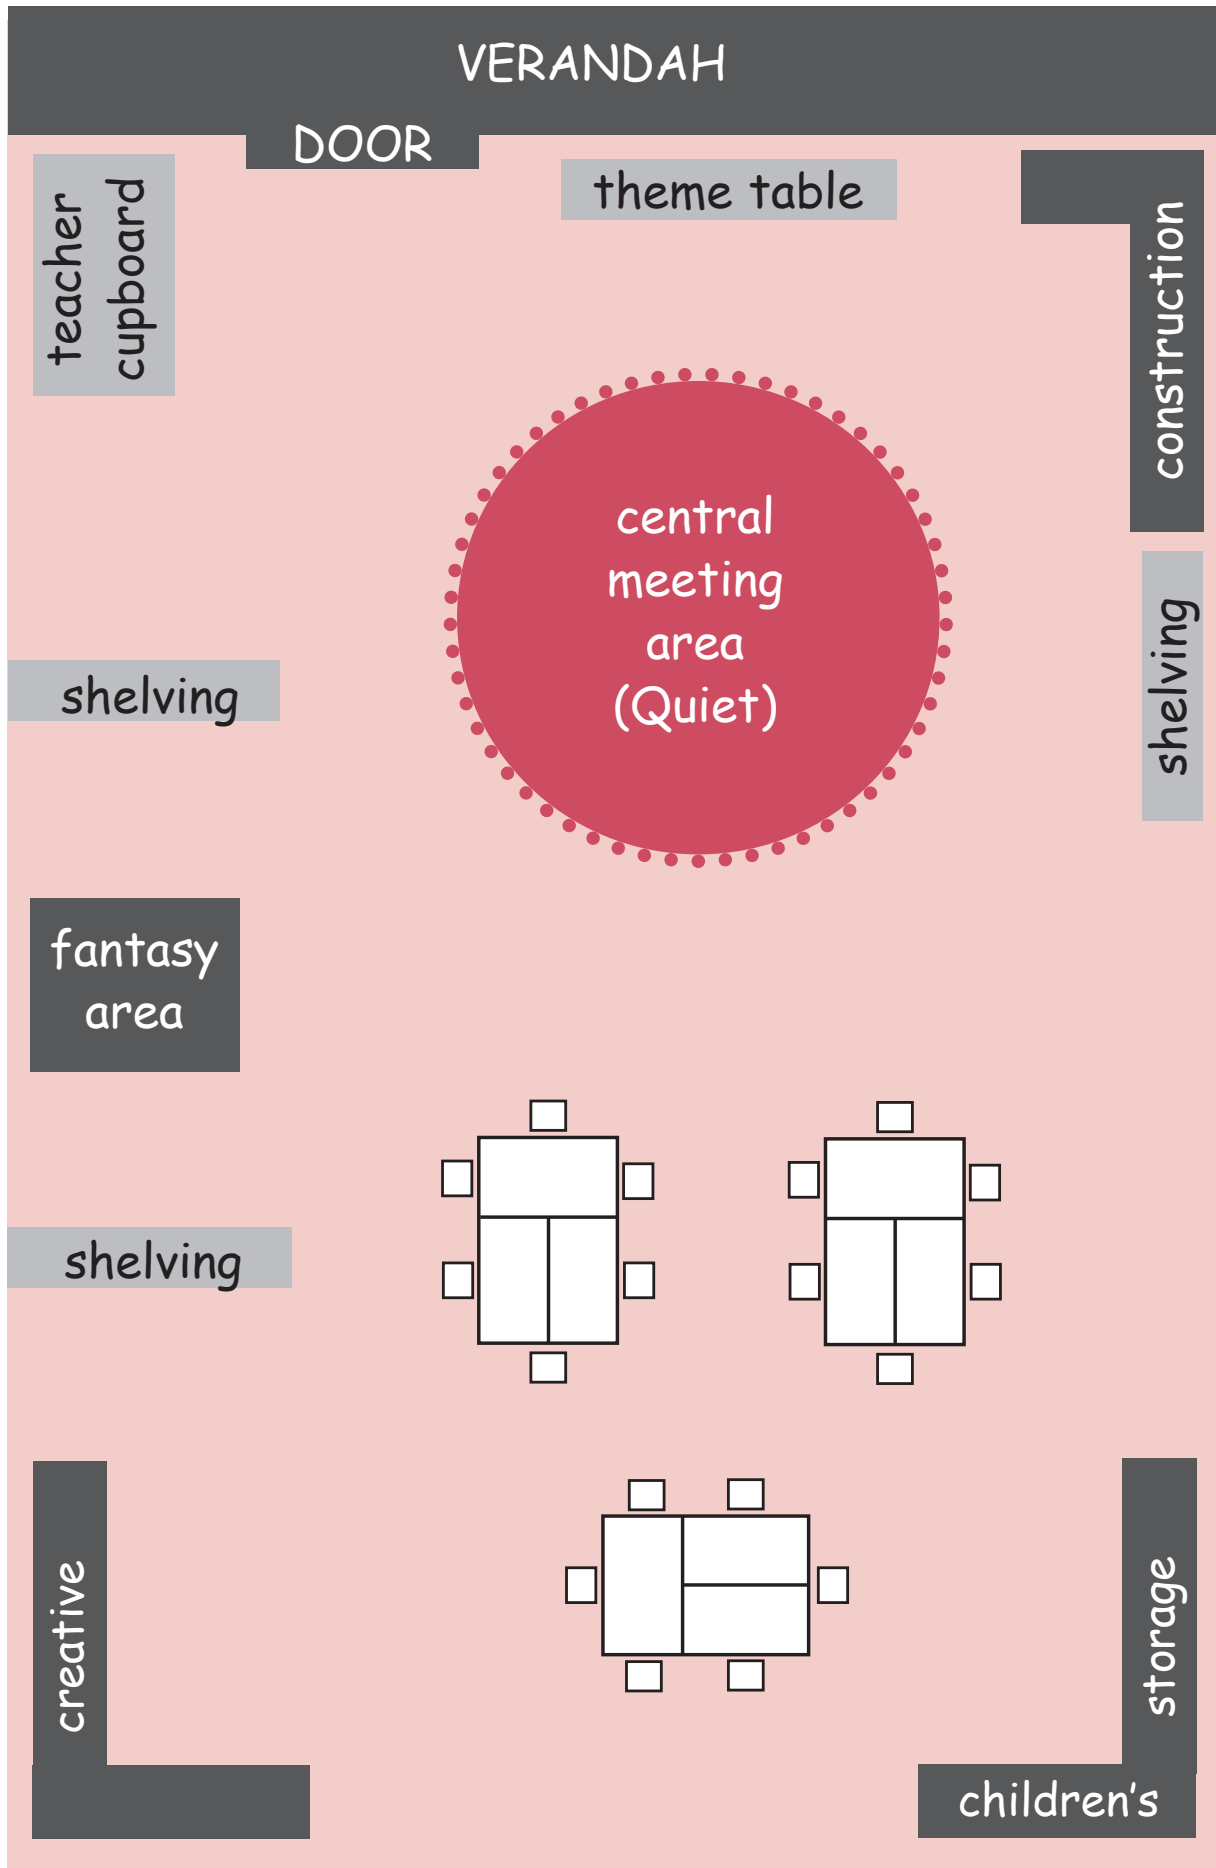 VERANDAH
DOOR
teacher
cupboard
theme table
construction
central
meeting
area
(Quiet)
shelving
shelving
fantasy
area
shelving
creative
storage
children's